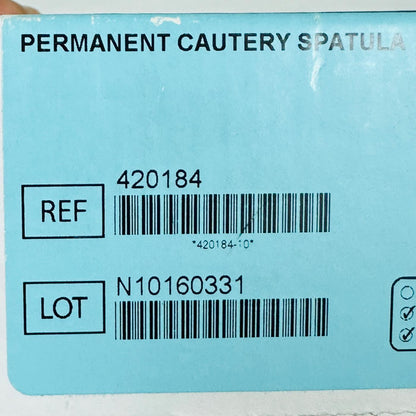 PERMANENT CAUTERY SPATULA
REF
420184
*420184-10*
LOT
N10160331